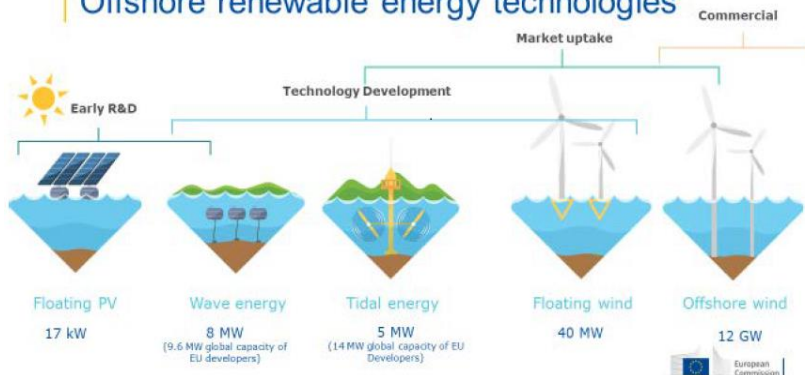 Offshore renewable energy technologies
Commercial
Market uptake
Technology Development
Early R&D
Floating PV
17 kW
Wave energy
8 MW
(9.6 MW global capacity of
EU developers)
Tidal energy
5 MW
(14 MW global capacity of EU
Developers)
Floating wind
40 MW
Offshore wind
12 GW
European
Commission